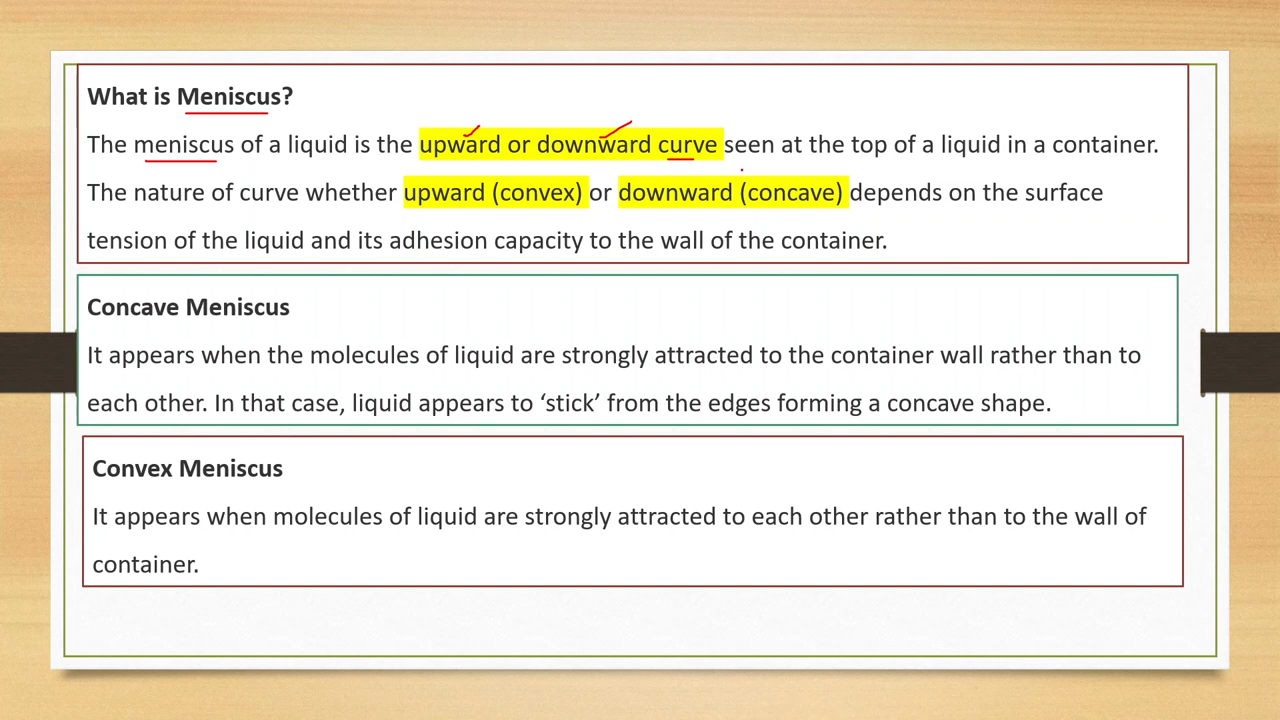 What is Meniscus?
The meniscus of a liquid is the upward or downward curve seen at the top of a liquid in a container.
The nature of curve whether upward (convex) or downward (concave) depends on the surface
tension of the liquid and its adhesion capacity to the wall of the container.
Concave Meniscus
It appears when the molecules of liquid are strongly attracted to the container wall rather than to
each other. In that case, liquid appears to ‘stick’ from the edges forming a concave shape.
Convex Meniscus
It appears when molecules of liquid are strongly attracted to each other rather than to the wall of
container.